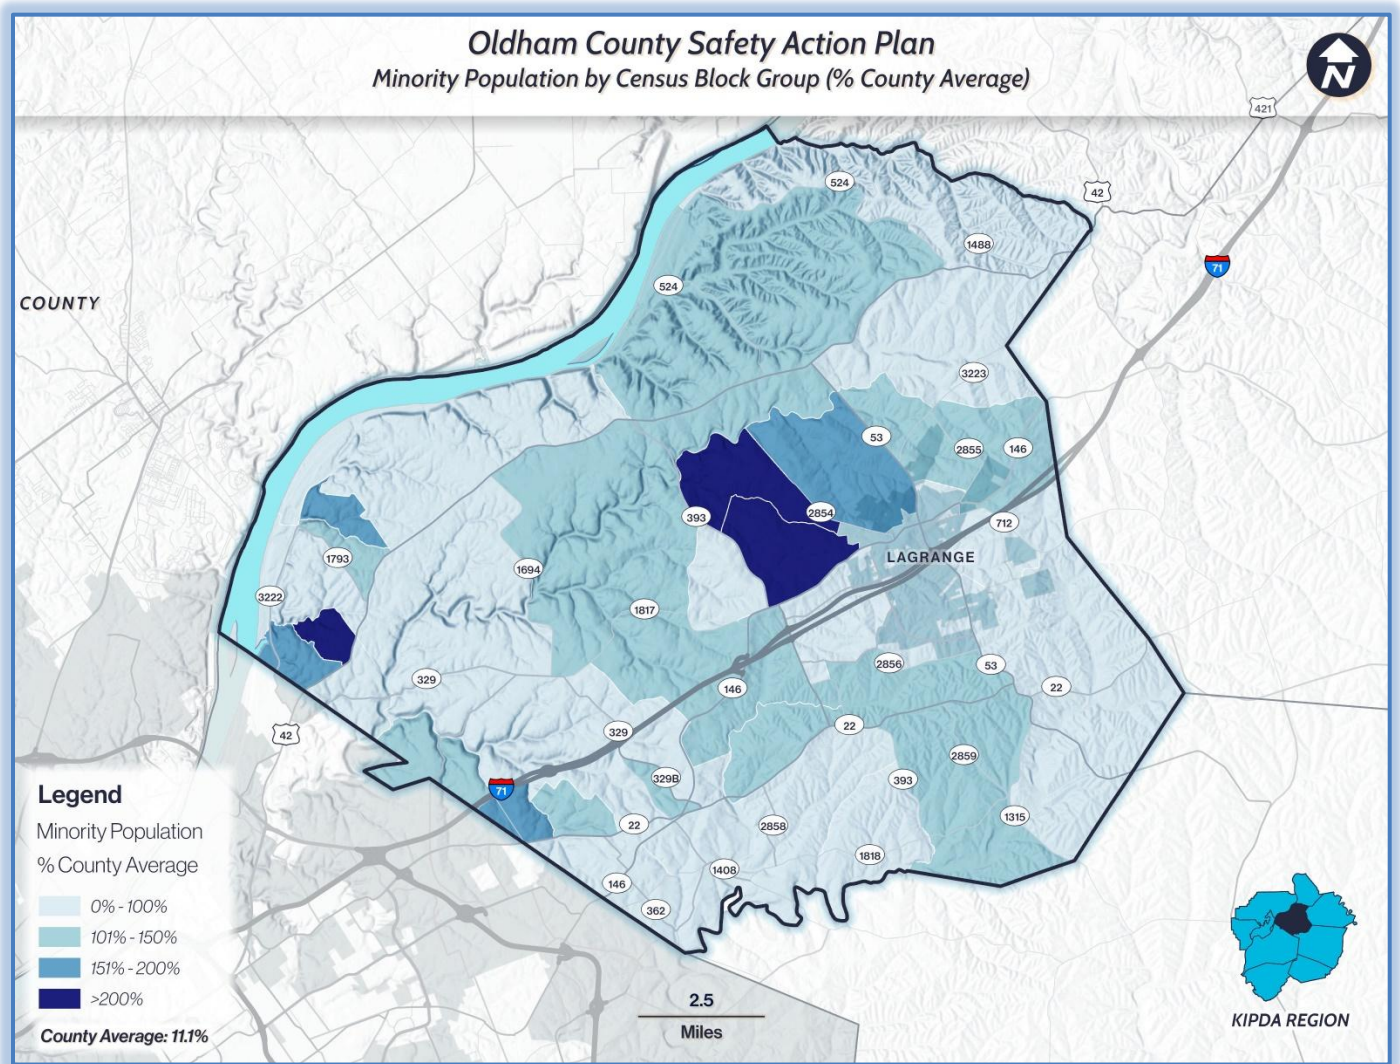 Oldham County Safety Action Plan
Minority Population by Census Block Group (% County Average)
N
421
42
524
71
1488
524
COUNTY
3223
53
2855
146
393
2854
712
LAGRANGE
1793
1694
3222
1817
2856
53
329
146
22
22
42
329
2859
329B
393
71
1315
22
2858
1818
1408
146
362
Legend
Minority Population
% County Average
0% - 100%
101% - 150%
151% - 200%
>200%
County Average: 11.1%
2.5
Miles
KIPDA REGION